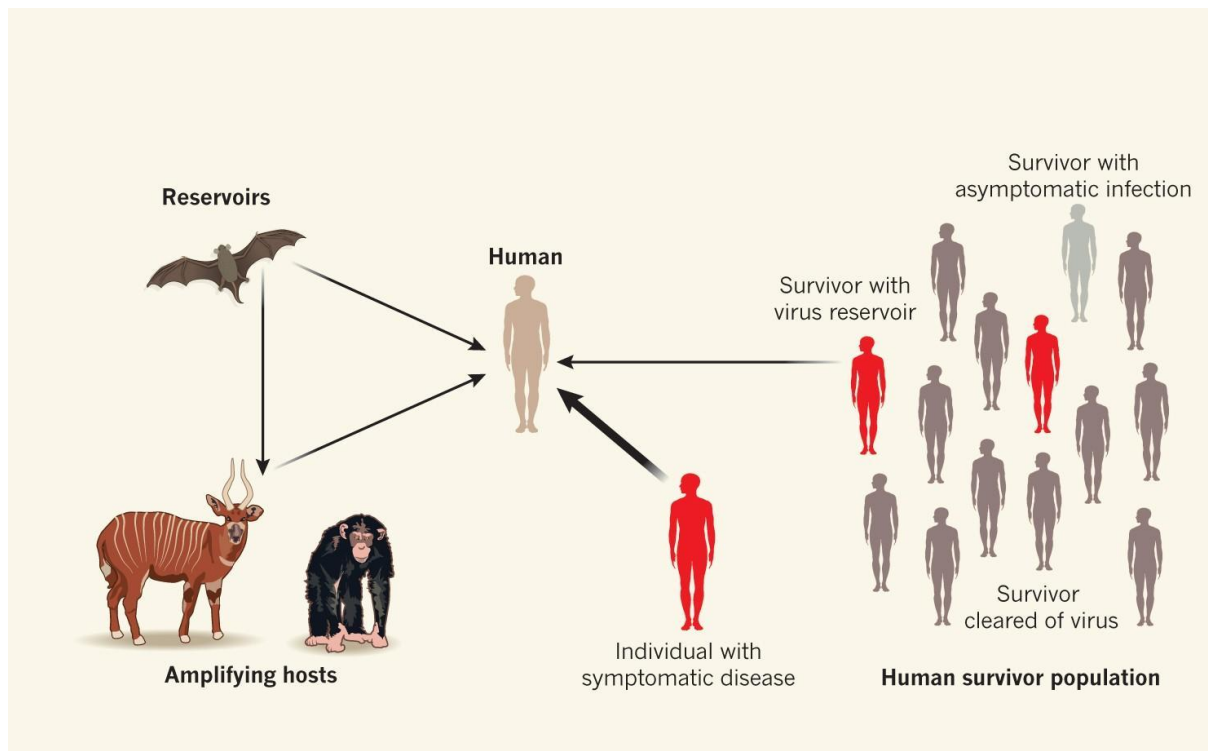 Reservoirs
Human
Survivor with
asymptomatic infection
Survivor with
virus reservoir
Amplifying hosts
Individual with
symptomatic disease
Survivor
cleared of virus
Human survivor population